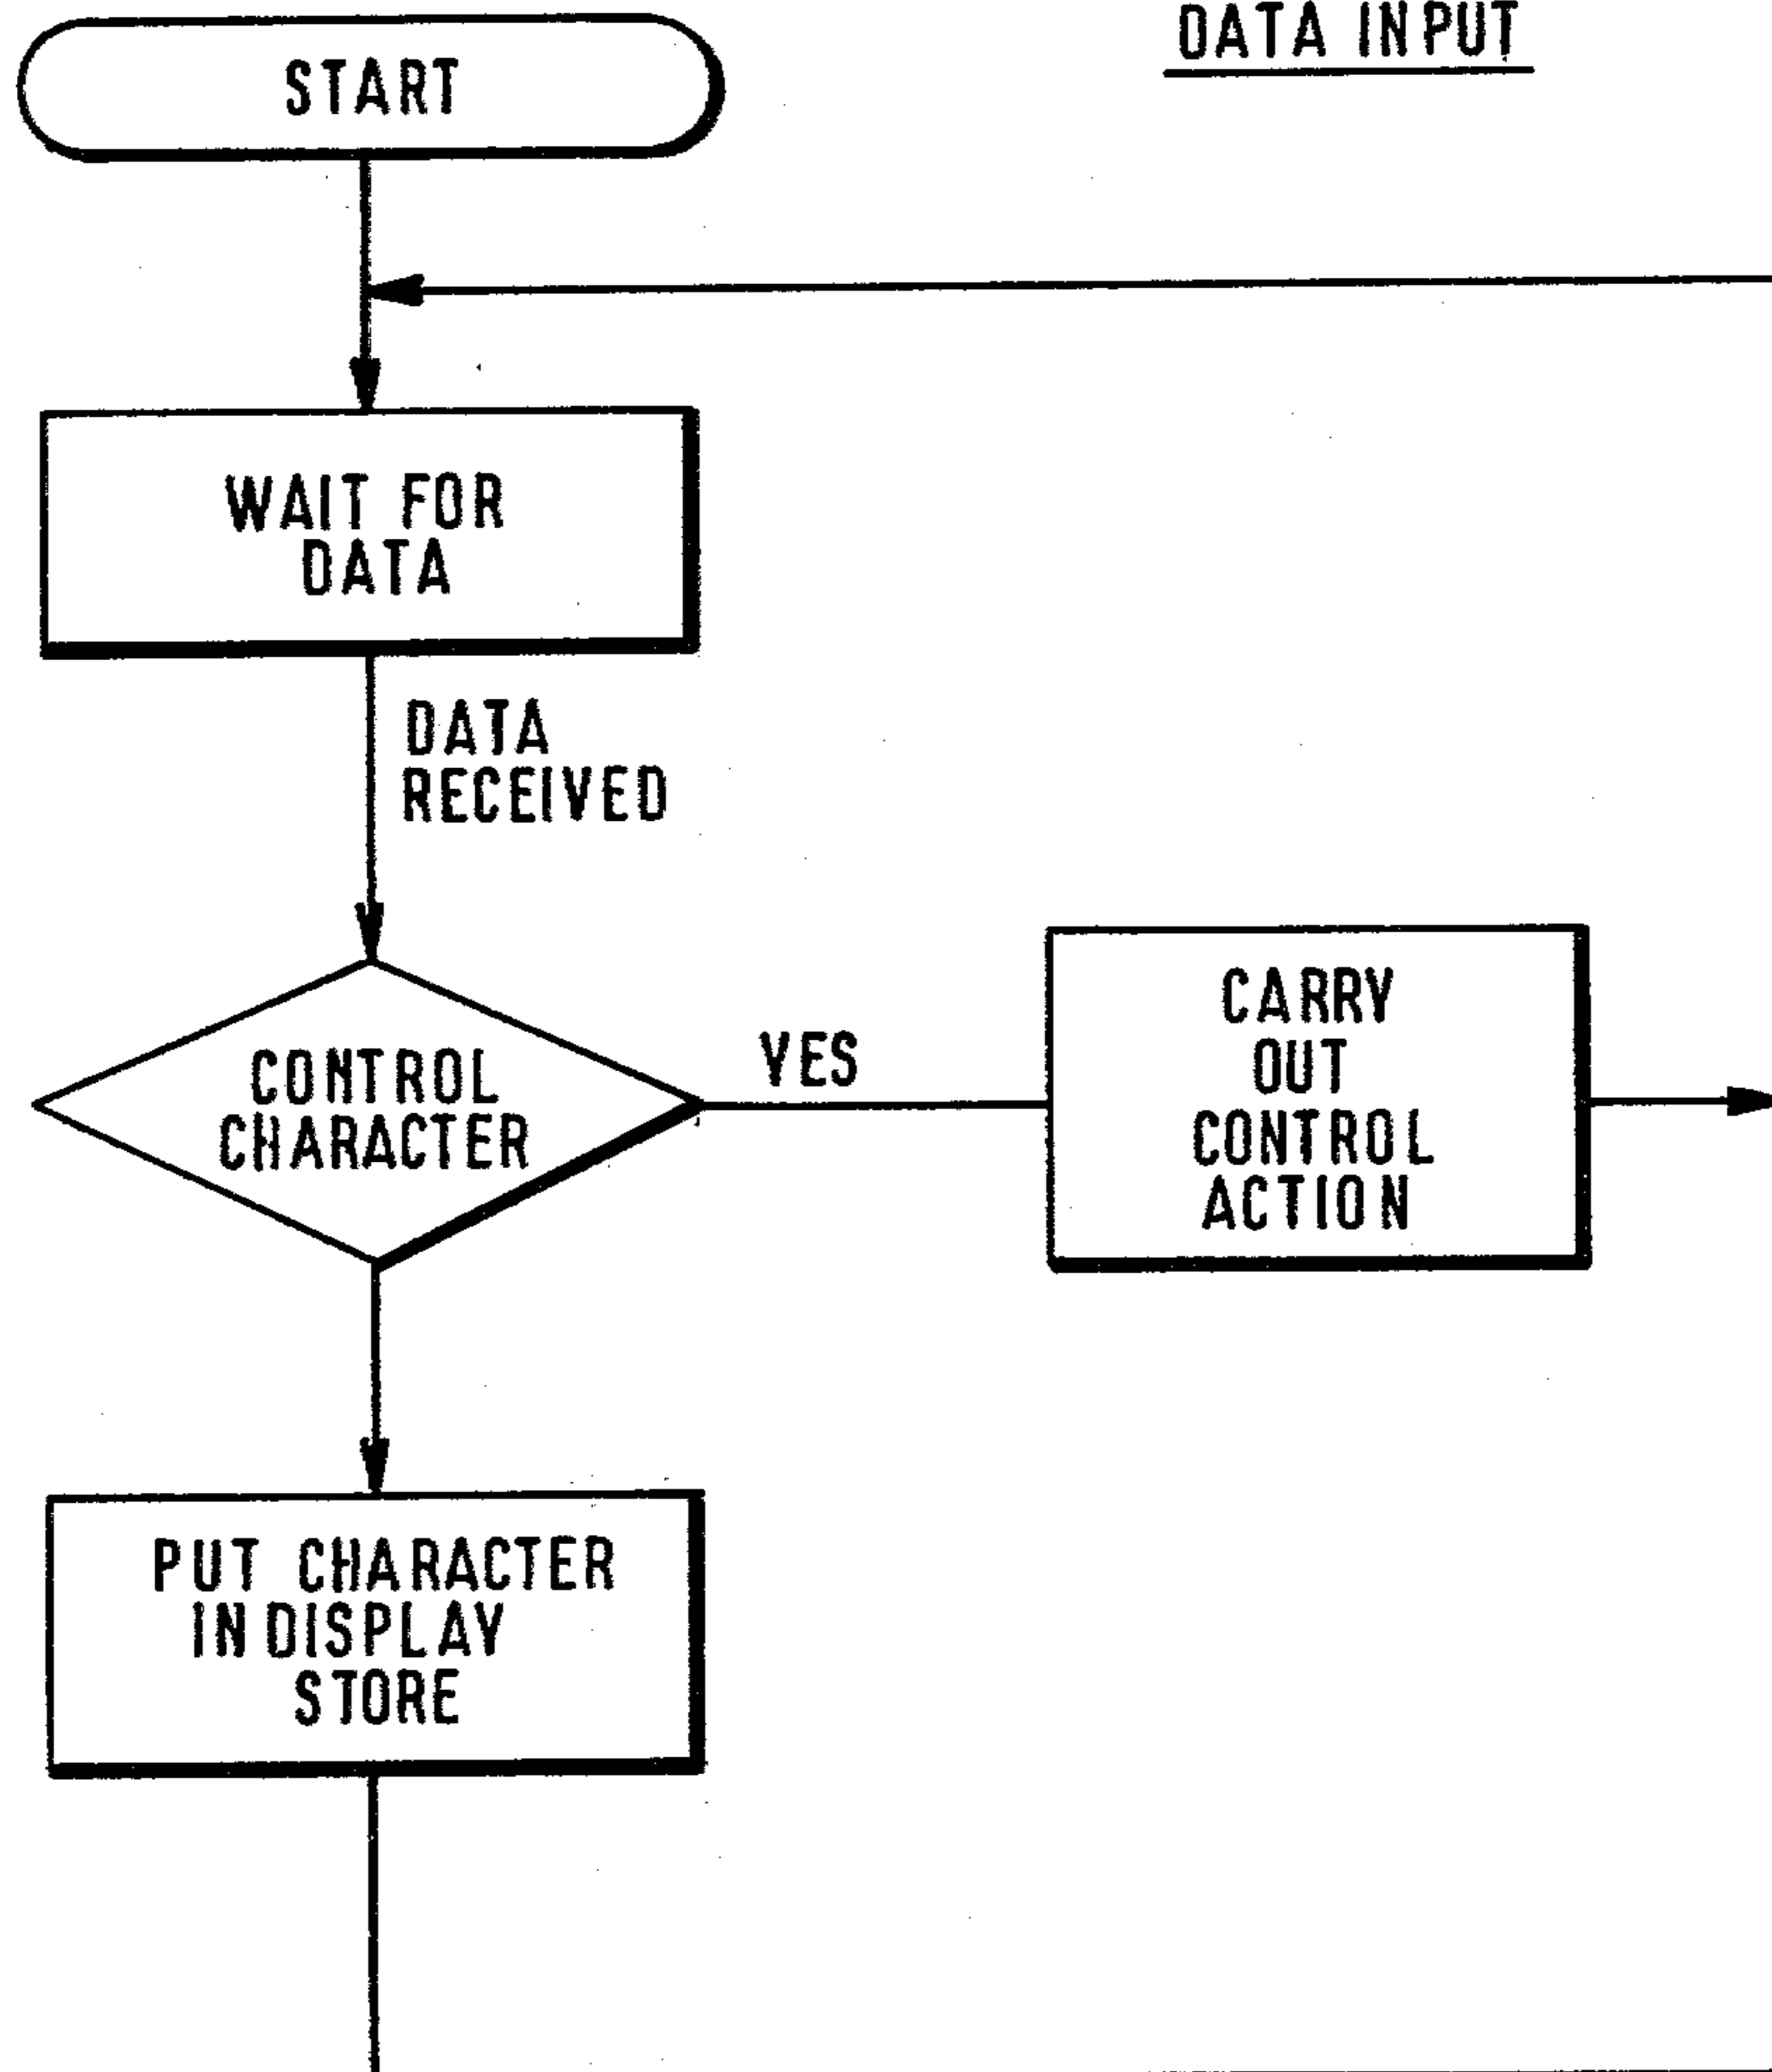 DATA INPUT
START
WAIT FOR
DATA
DATA
RECEIVED
CONTROL
CHARACTER
YES
CARRY
OUT
CONTROL
ACTION
PUT CHARACTER
IN DISPLAY
STORE